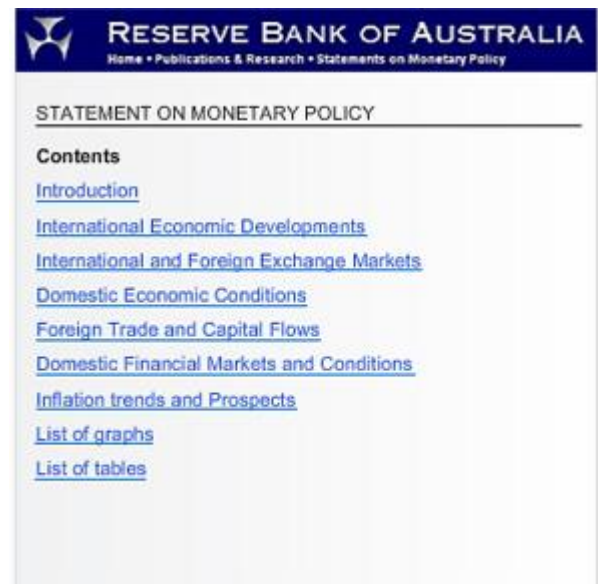 RESERVE BANK OF AUSTRALIA
Home • Publications & Research • Statements on Monetary Policy
STATEMENT ON MONETARY POLICY
Contents
Introduction
International Economic Developments
International and Foreign Exchange Markets
Domestic Economic Conditions
Foreign Trade and Capital Flows
Domestic Financial Markets and Conditions
Inflation trends and Prospects
List of graphs
List of tables